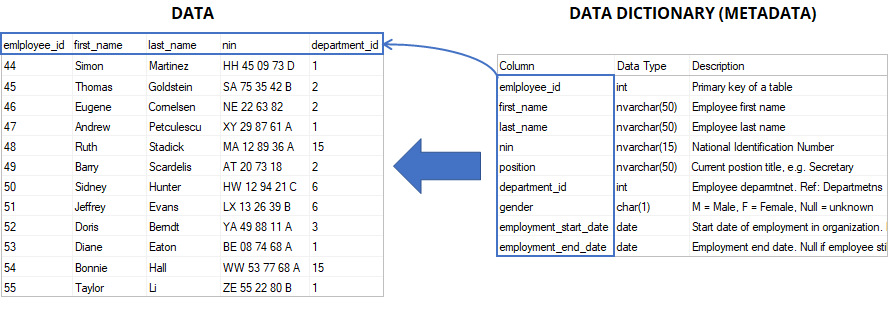 DATA
emlployee_id first_name last_name nin department_id
44 Simon Martinez HH 45 09 73 D 1
45 Thomas Goldstein SA 75 35 42 B 2
46 Eugene Cornelsen NE 22 63 82 2
47 Andrew Petculescu XY 29 87 61 A 1
48 Ruth Stadick MA 12 89 36 A 15
49 Barry Scardelis AT 20 73 18 2
50 Sidney Hunter HW 12 94 21 C 6
51 Jeffrey Evans LX 13 26 39 B 6
52 Doris Berndt YA 49 88 11 A 3
53 Diane Eaton BE 08 74 68 A 1
54 Bonnie Hall WW 53 77 68 A 15
55 Taylor Li ZE 55 22 80 B 1
DATA DICTIONARY (METADATA)
Column Data Type Description
emlployee_id int Primary key of a table
first_name nvarchar(50) Employee first name
last_name nvarchar(50) Employee last name
nin nvarchar(15) National Identification Number
position nvarchar(50) Current postion title, e.g. Secretary
department_id int Employee depamtnet. Ref: Departmetns
gender char(1) M = Male, F = Female, Null = unknown
employment_start_date date Start date of employment in organization.
employment_end_date date Employment end date. Null if employee sti